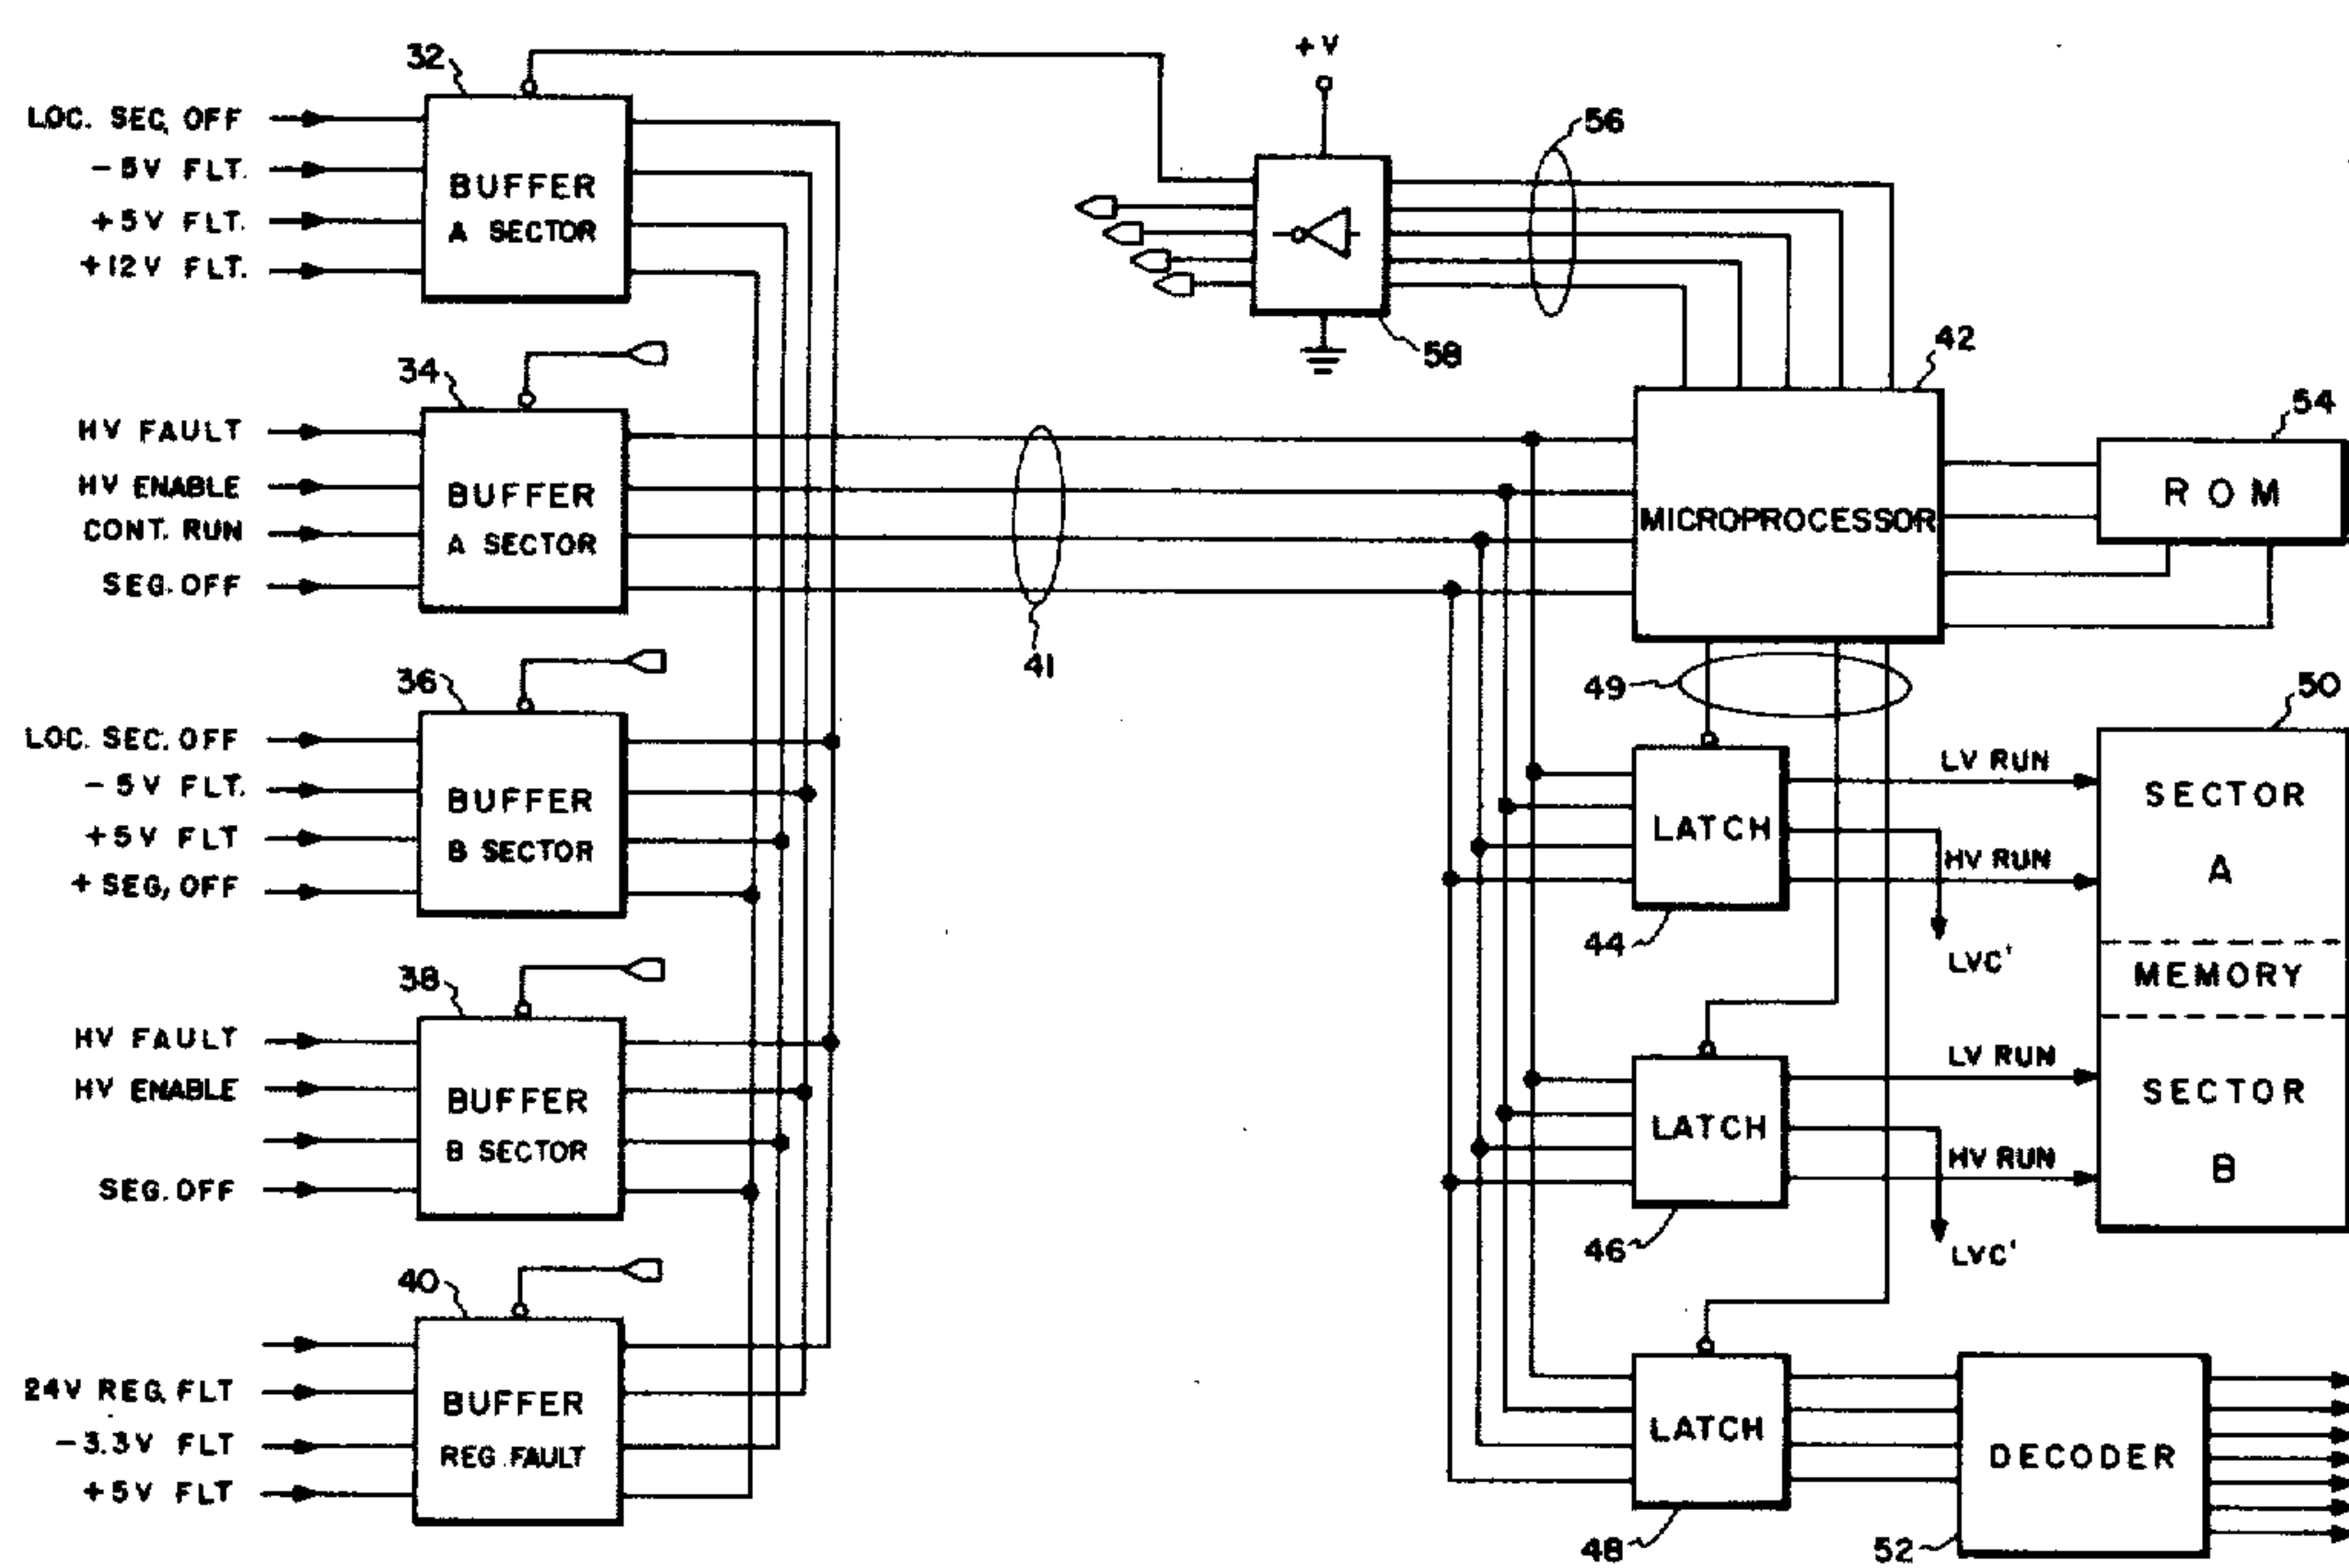 32
LOC. SEC. OFF
- 5V FLT.
+5V FLT.
+12V FLT.
BUFFER
A SECTOR
+V
56
58
34
HV FAULT
HV ENABLE
CONT. RUN
SEG. OFF
BUFFER
A SECTOR
41
42
MICROPROCESSOR
54
ROM
36
LOC. SEC. OFF
- 5V FLT.
+5V FLT
+ SEG, OFF
BUFFER
B SECTOR
49
50
LATCH
44
LV RUN
HV RUN
LVC'
SECTOR
A
MEMORY
SECTOR
B
38
HV FAULT
HV ENABLE
SEG. OFF
BUFFER
B SECTOR
LATCH
46
LV RUN
HV RUN
LVC'
40
24V REG. FLT
-3.3V FLT
+5V FLT
BUFFER
REG. FAULT
LATCH
48
DECODER
52